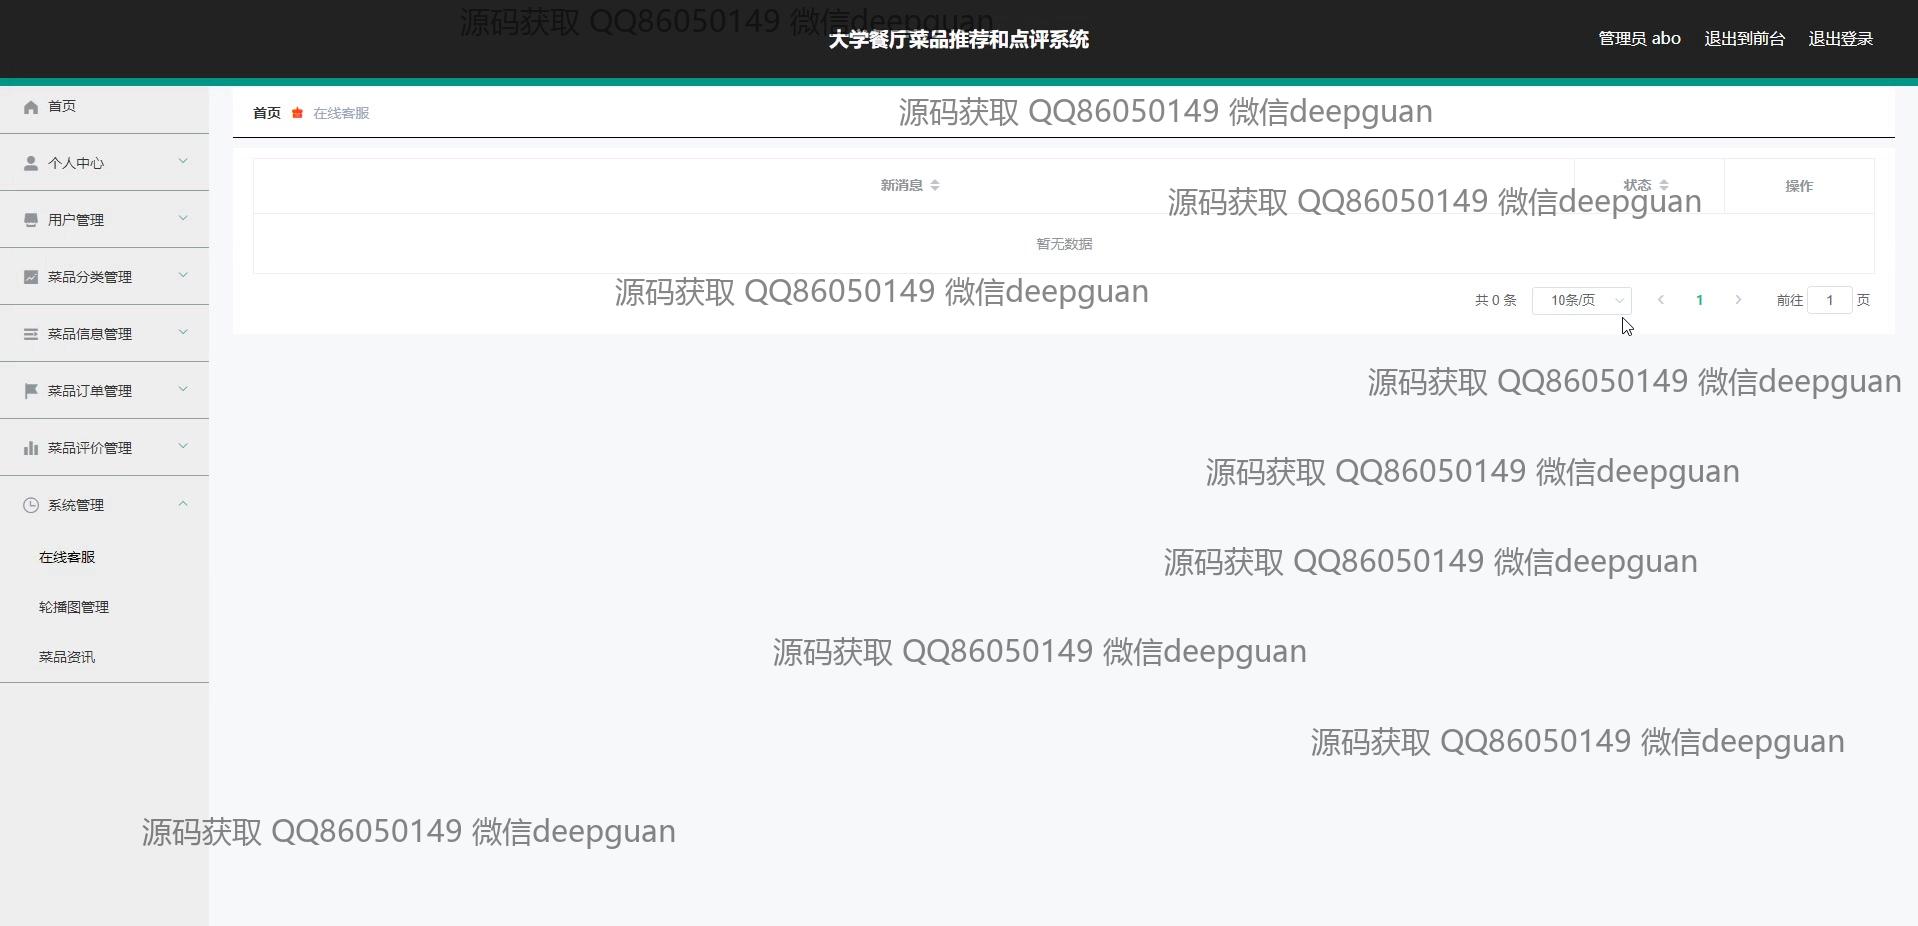 源码获取 QQ86050149 微信deepguan
大学餐厅菜品推荐和点评系统
管理员 abo 退出到前台 退出登录
首页
个人中心
用户管理
菜品分类管理
菜品信息管理
菜品订单管理
菜品评价管理
系统管理
在线客服
轮播图管理
菜品资讯
首页 在线客服
源码获取 QQ86050149 微信deepguan
新消息 状态 操作
源码获取 QQ86050149 微信deepguan
暂无数据
源码获取 QQ86050149 微信deepguan
共 0 条 10条/页 1 前往 1 页
源码获取 QQ86050149 微信deepguan
源码获取 QQ86050149 微信deepguan
源码获取 QQ86050149 微信deepguan
源码获取 QQ86050149 微信deepguan
源码获取 QQ86050149 微信deepguan
源码获取 QQ86050149 微信deepguan